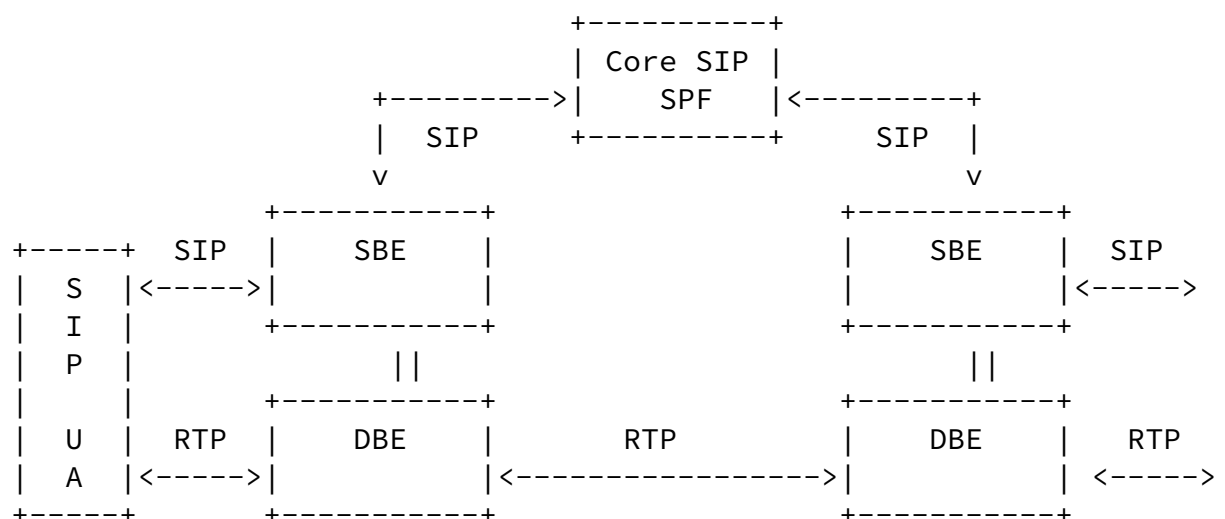 Core SIP
SPF
SIP SIP
SIP SBE SBE SIP
S
I
P
U RTP DBE RTP DBE RTP
A